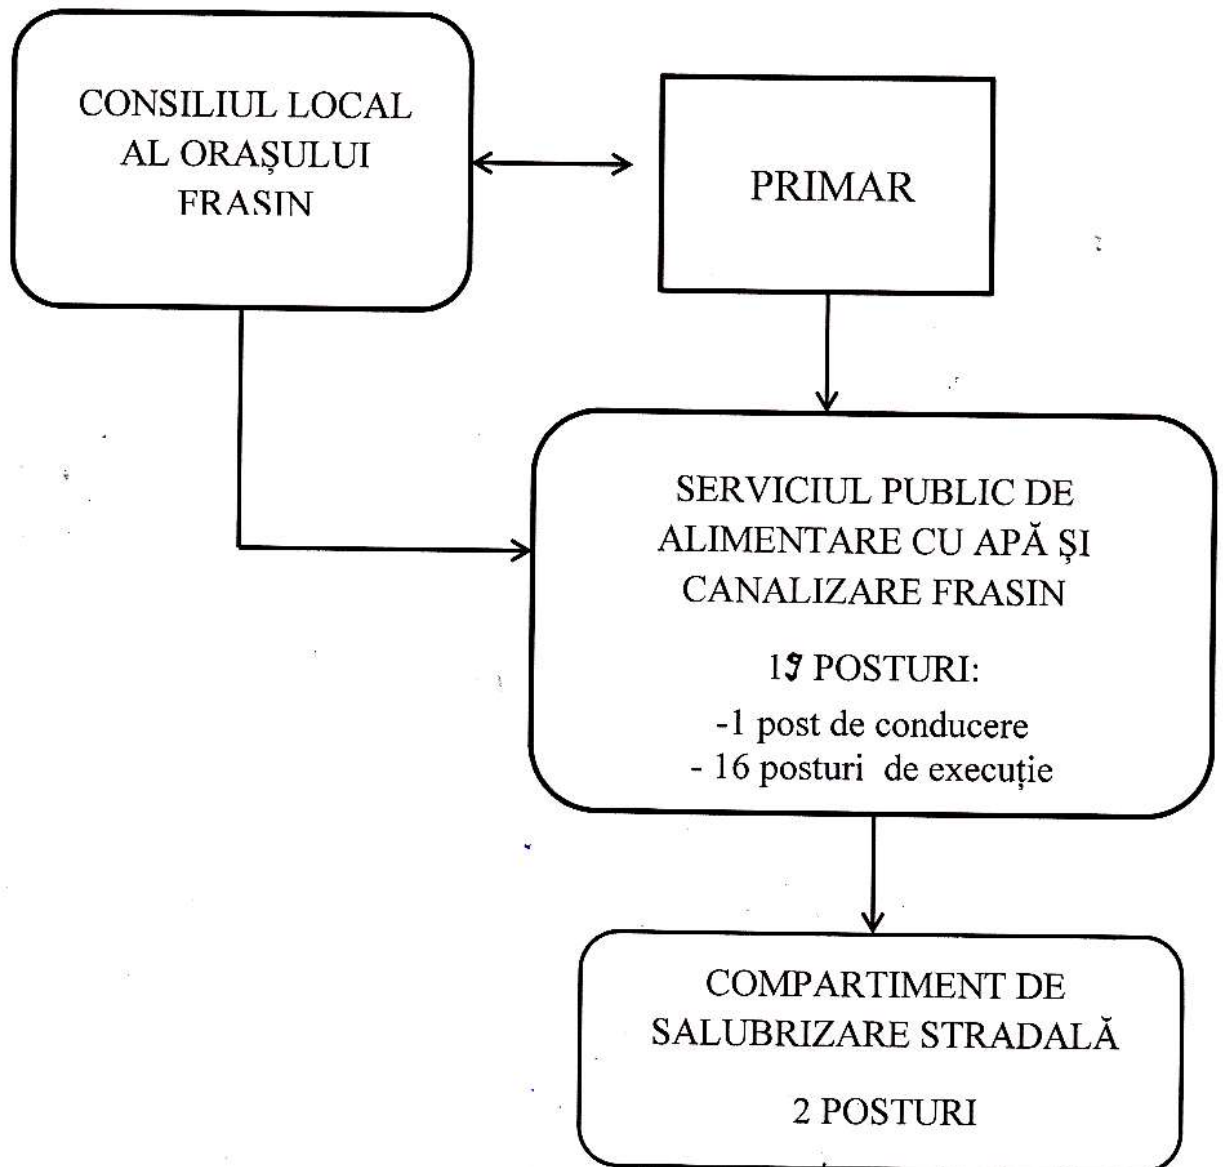 CONSILIUL LOCAL
AL ORAȘULUI
FRASIN
PRIMAR
SERVICIUL PUBLIC DE
ALIMENTARE CU APĂ ȘI
CANALIZARE FRASIN
19 POSTURI:
-1 post de conducere
- 16 posturi de execuție
COMPARTIMENT DE
SALUBRIZARE STRADALĂ
2 POSTURI